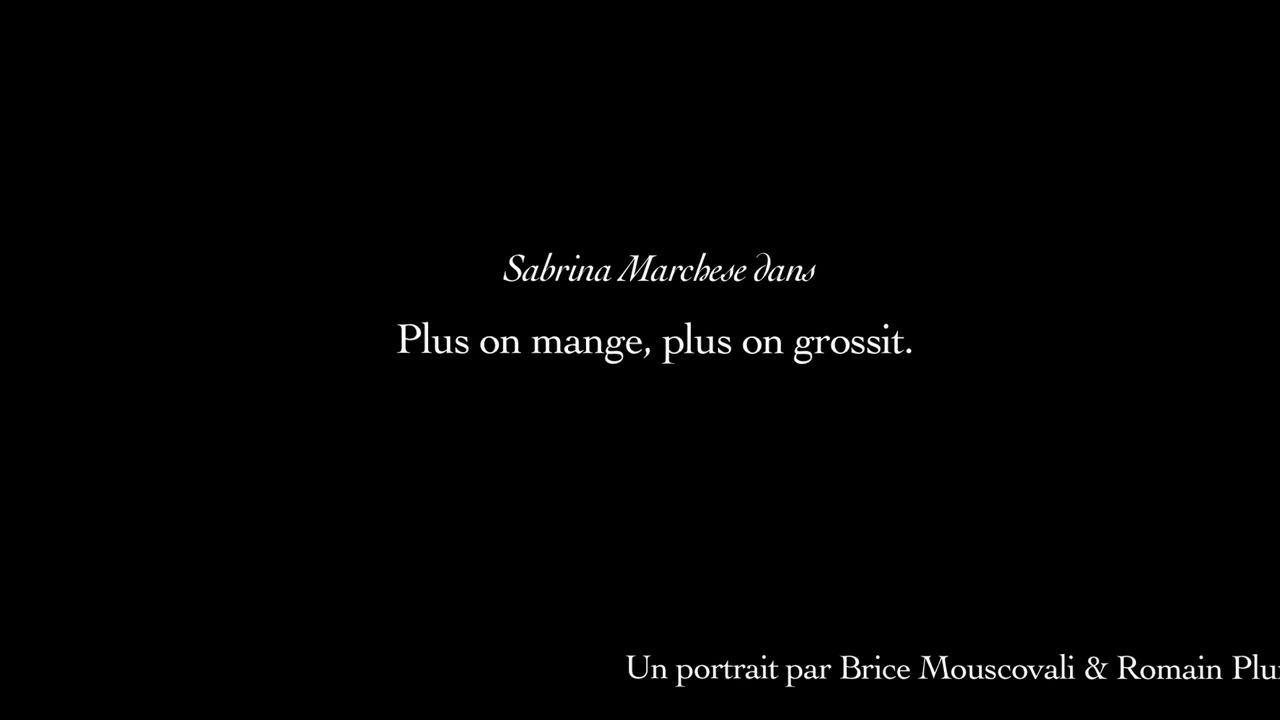 Sabrina Marchese dans
Plus on mange, plus on grossit.
Un portrait par Brice Mouscovali & Romain